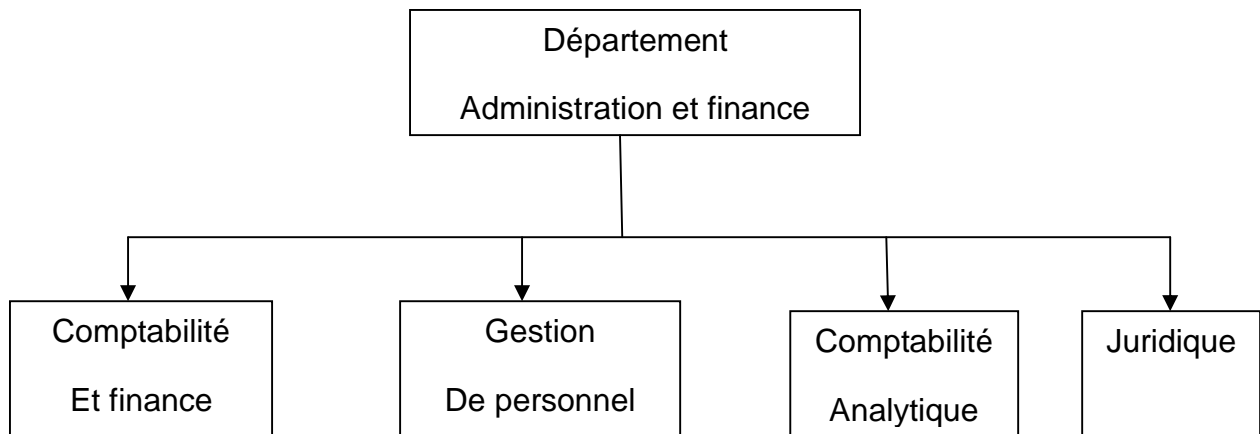 Département
Administration et finance
Comptabilité
Et finance
Gestion
De personnel
Comptabilité
Analytique
Juridique